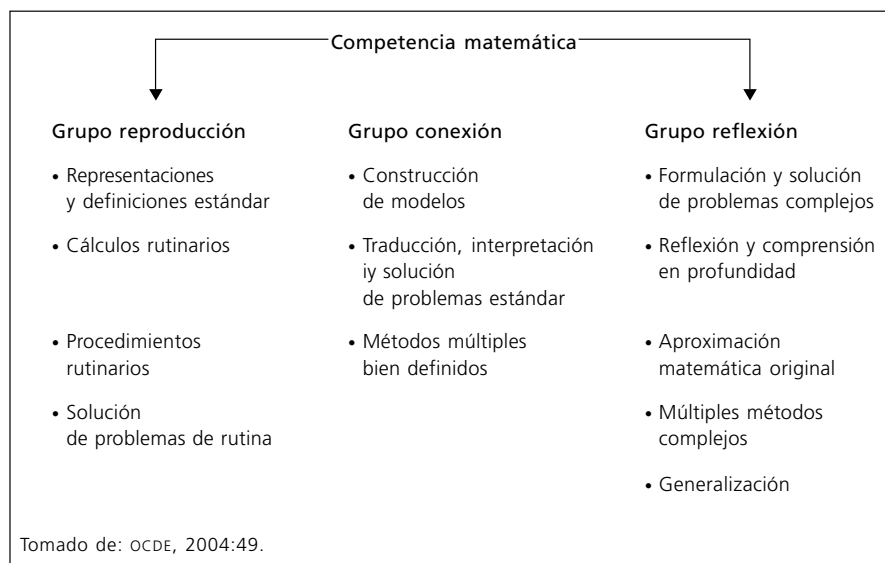 Competencia matemática
Grupo reproducción
• Representaciones
y definiciones estándar
• Cálculos rutinarios
• Procedimientos
rutinarios
• Solución
de problemas de rutina
Grupo conexión
• Construcción
de modelos
• Traducción, interpretación
iy solución
de problemas estándar
• Métodos múltiples
bien definidos
Grupo reflexión
• Formulación y solución
de problemas complejos
• Reflexión y comprensión
en profundidad
• Aproximación
matemática original
• Múltiples métodos
complejos
• Generalización
Tomado de: OCDE, 2004:49.